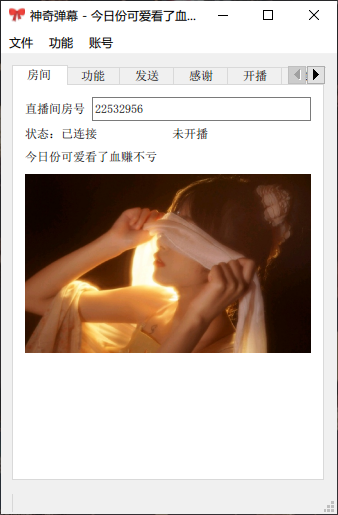 神奇弹幕 - 今日份可爱看了血...
文件 功能 账号
房间 功能 发送 感谢 开播
直播间房号 22532956
状态：已连接 未开播
今日份可爱看了血赚不亏